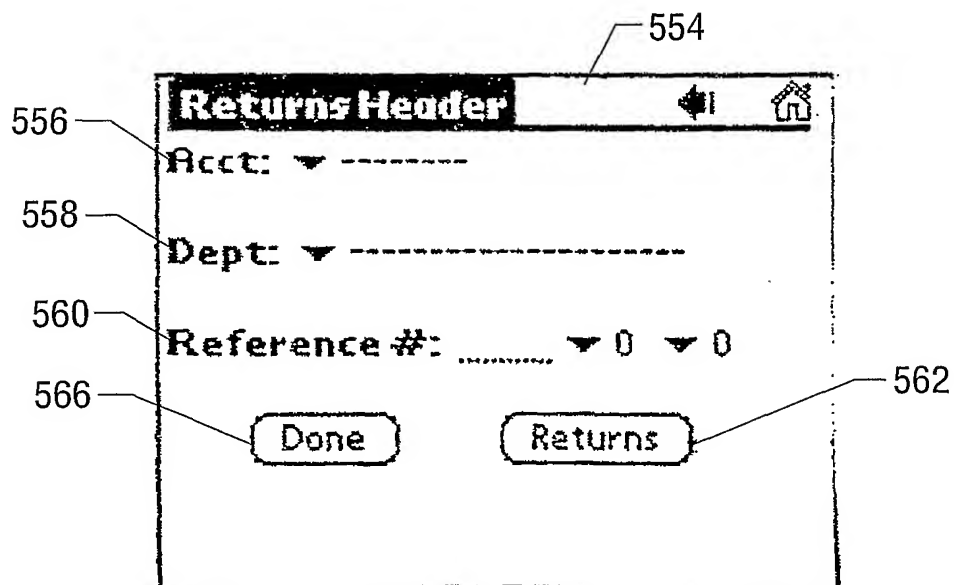 554
Returns Header
556
Acct: -------
558
Dept: -----------------
560
Reference #: ...... 0 0
566
562
Done
Returns